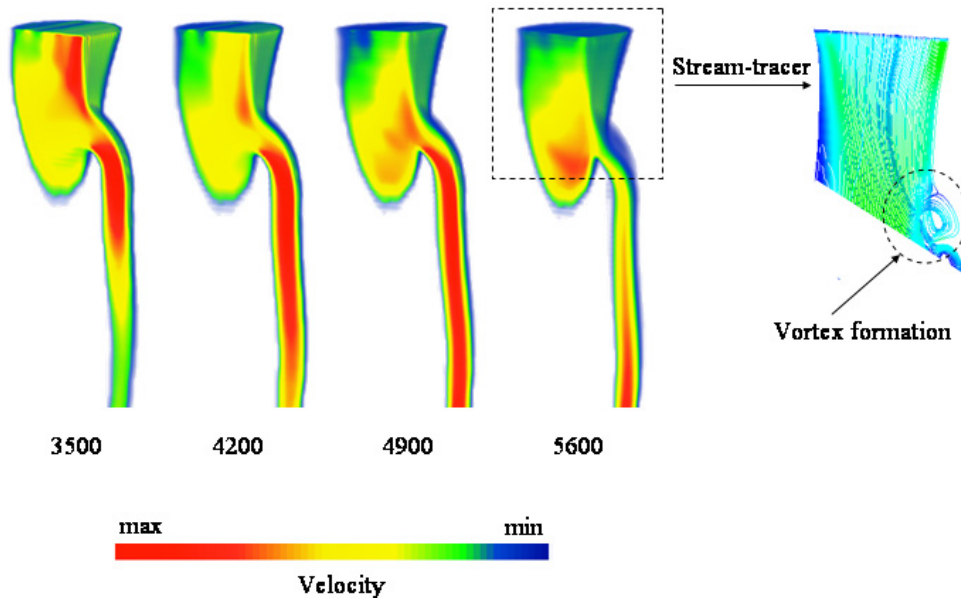 Stream-tracer
Vortex formation
3500 4200 4900 5600
max min
Velocity